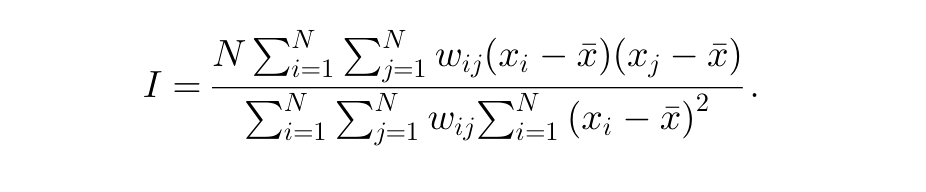 I = \frac{N \sum_{i=1}^{N} \sum_{j=1}^{N} w_{ij}(x_i - \bar{x})(x_j - \bar{x})}{\sum_{i=1}^{N} \sum_{j=1}^{N} w_{ij} \sum_{i=1}^{N} (x_i - \bar{x})^2}.